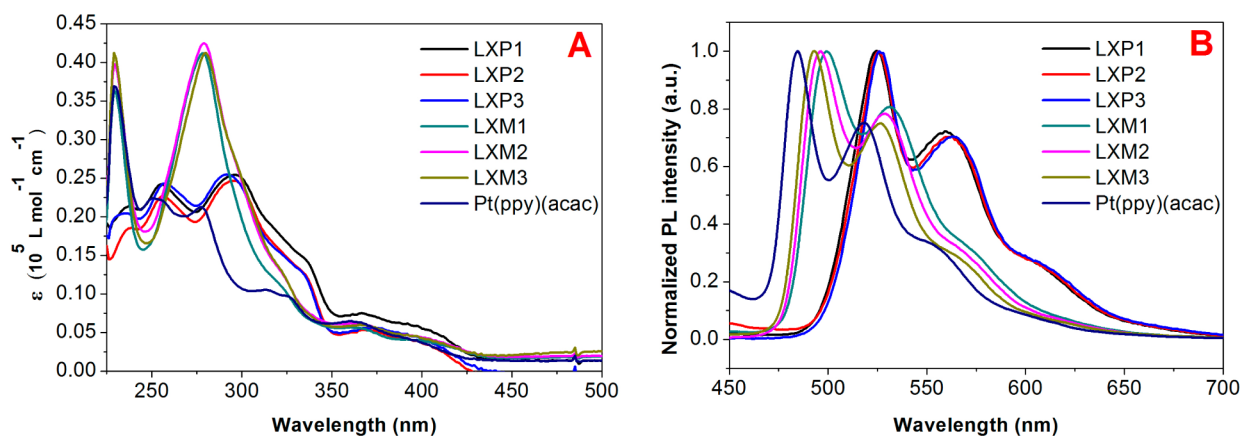 A
LXP1
LXP2
LXP3
LXM1
LXM2
LXM3
Pt(ppy)(acac)
ε (10⁵ L mol⁻¹ cm⁻¹)
0.45
0.40
0.35
0.30
0.25
0.20
0.15
0.10
0.05
0.00
250 300 350 400 450 500
Wavelength (nm)
B
LXP1
LXP2
LXP3
LXM1
LXM2
LXM3
Pt(ppy)(acac)
Normalized PL intensity (a.u.)
1.0
0.8
0.6
0.4
0.2
0.0
450 500 550 600 650 700
Wavelength (nm)